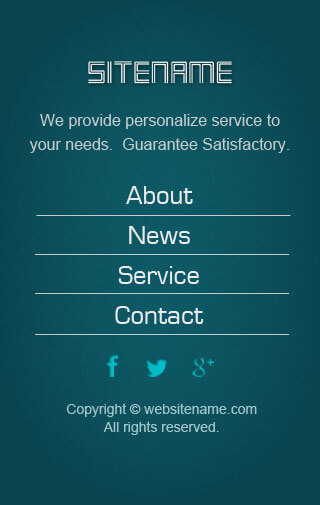 SITENAME
We provide personalize service to
your needs.  Guarantee Satisfactory.
About
News
Service
Contact
Copyright © websitename.com
All rights reserved.